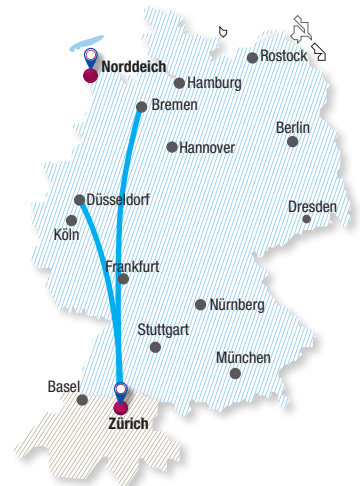 Rostock
Norddeich
Hamburg
Bremen
Berlin
Hannover
Düsseldorf
Dresden
Köln
Frankfurt
Nürnberg
Stuttgart
München
Basel
Zürich